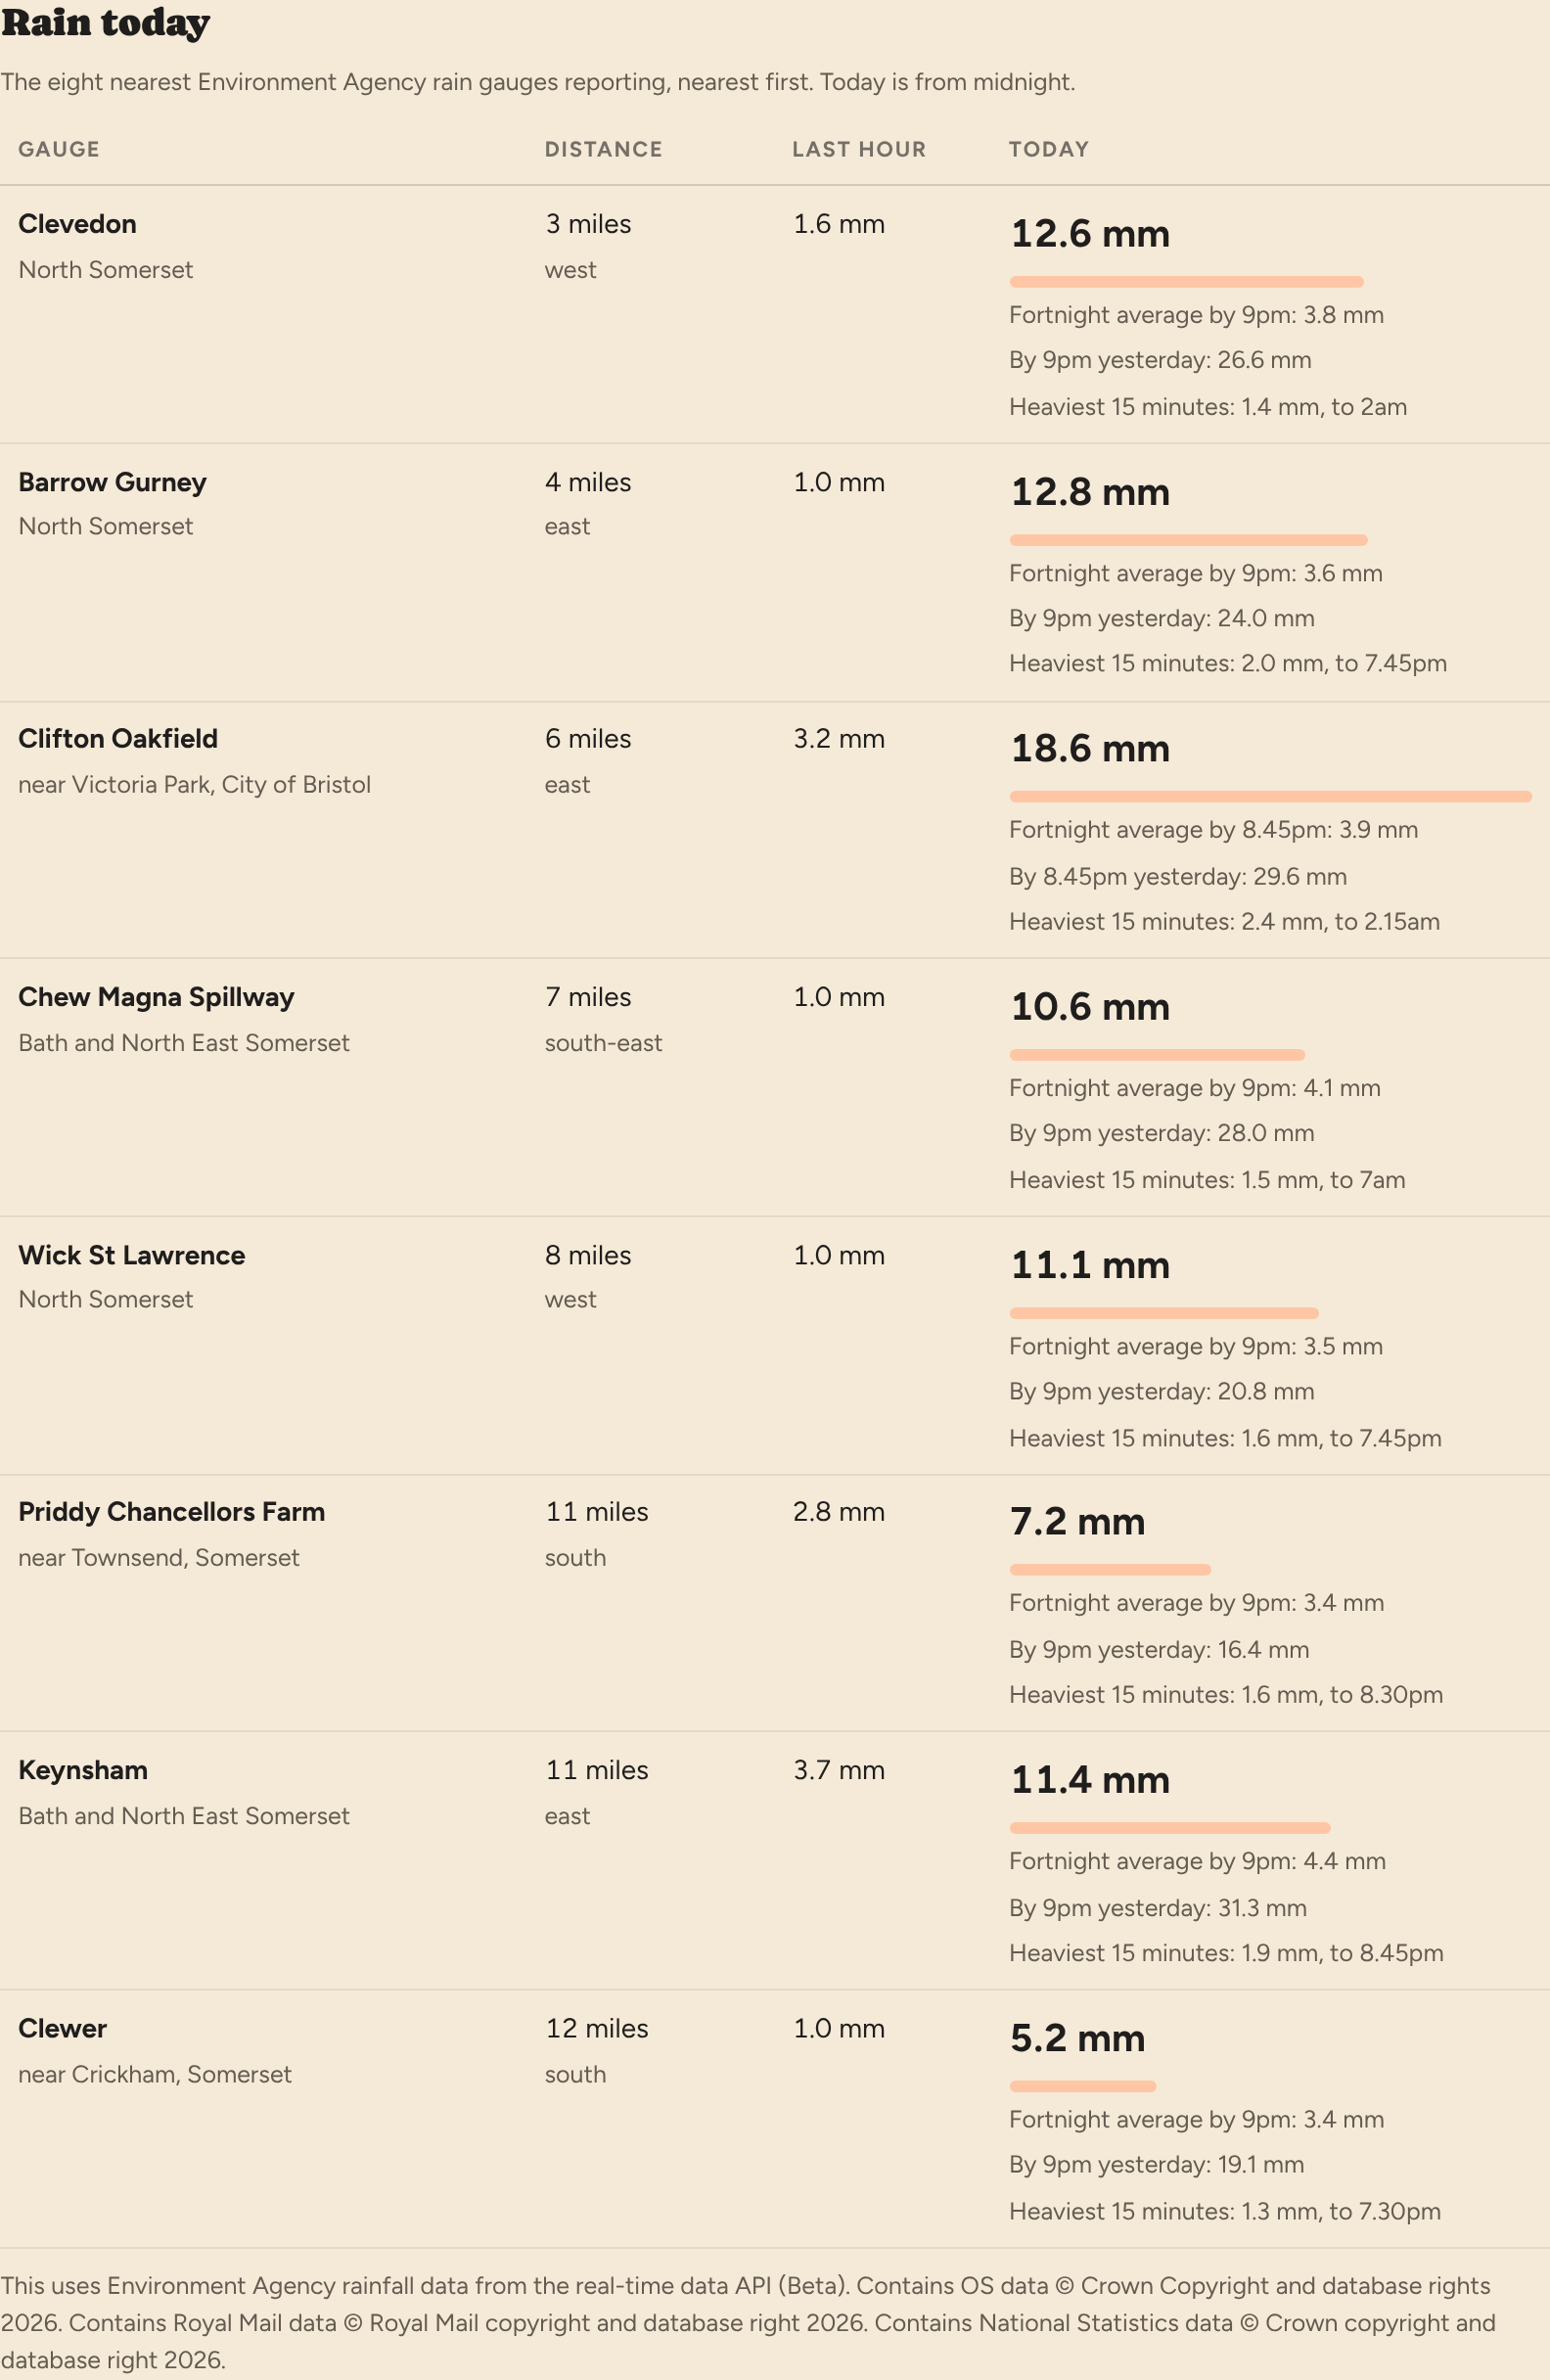 Rain today
The eight nearest Environment Agency rain gauges reporting, nearest first. Today is from midnight.
GAUGE DISTANCE LAST HOUR TODAY
Clevedon 3 miles 1.6 mm 12.6 mm
North Somerset west
Fortnight average by 9pm: 3.8 mm
By 9pm yesterday: 26.6 mm
Heaviest 15 minutes: 1.4 mm, to 2am
Barrow Gurney 4 miles 1.0 mm 12.8 mm
North Somerset east
Fortnight average by 9pm: 3.6 mm
By 9pm yesterday: 24.0 mm
Heaviest 15 minutes: 2.0 mm, to 7.45pm
Clifton Oakfield 6 miles 3.2 mm 18.6 mm
near Victoria Park, City of Bristol east
Fortnight average by 8.45pm: 3.9 mm
By 8.45pm yesterday: 29.6 mm
Heaviest 15 minutes: 2.4 mm, to 2.15am
Chew Magna Spillway 7 miles 1.0 mm 10.6 mm
Bath and North East Somerset south-east
Fortnight average by 9pm: 4.1 mm
By 9pm yesterday: 28.0 mm
Heaviest 15 minutes: 1.5 mm, to 7am
Wick St Lawrence 8 miles 1.0 mm 11.1 mm
North Somerset west
Fortnight average by 9pm: 3.5 mm
By 9pm yesterday: 20.8 mm
Heaviest 15 minutes: 1.6 mm, to 7.45pm
Priddy Chancellors Farm 11 miles 2.8 mm 7.2 mm
near Townsend, Somerset south
Fortnight average by 9pm: 3.4 mm
By 9pm yesterday: 16.4 mm
Heaviest 15 minutes: 1.6 mm, to 8.30pm
Keynsham 11 miles 3.7 mm 11.4 mm
Bath and North East Somerset east
Fortnight average by 9pm: 4.4 mm
By 9pm yesterday: 31.3 mm
Heaviest 15 minutes: 1.9 mm, to 8.45pm
Clewer 12 miles 1.0 mm 5.2 mm
near Crickham, Somerset south
Fortnight average by 9pm: 3.4 mm
By 9pm yesterday: 19.1 mm
Heaviest 15 minutes: 1.3 mm, to 7.30pm
This uses Environment Agency rainfall data from the real-time data API (Beta). Contains OS data © Crown Copyright and database rights
2026. Contains Royal Mail data © Royal Mail copyright and database right 2026. Contains National Statistics data © Crown copyright and
database right 2026.